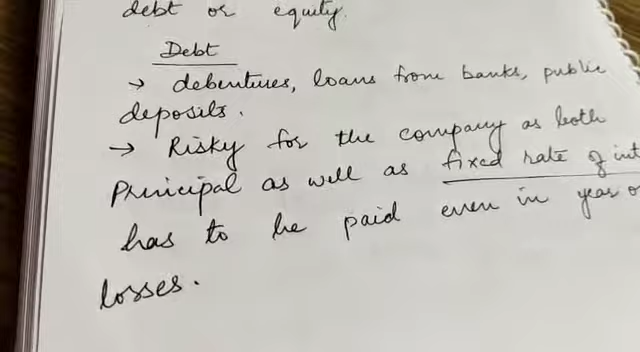 debt or equity.
Debt
→ debentures, loans from banks, public
deposits.
→ Risky for the company as both
Principal as well as fixed rate of int
has to be paid even in year o
losses.